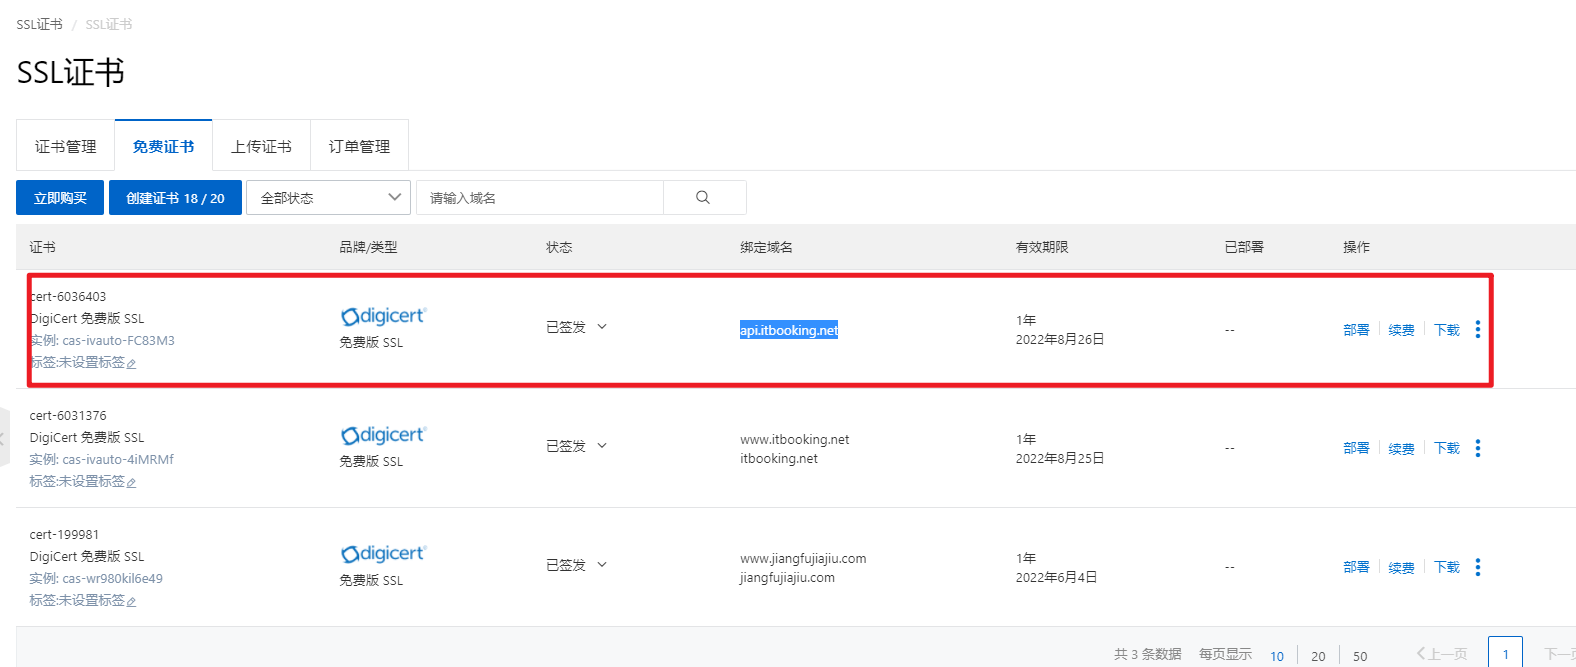 SSL证书 / SSL证书
SSL证书
证书管理 免费证书 上传证书 订单管理
立即购买 创建证书 18 / 20 全部状态 请输入域名
证书 品牌/类型 状态 绑定域名 有效期限 已部署 操作
cert-6036403
DigiCert 免费版 SSL
实例: cas-ivauto-FC83M3
标签:未设置标签
digicert
免费版 SSL
已签发
api.itbooking.net
1年
2022年8月26日
--
部署 续费 下载
cert-6031376
DigiCert 免费版 SSL
实例: cas-ivauto-4iMRMf
标签:未设置标签
digicert
免费版 SSL
已签发
www.itbooking.net
itbooking.net
1年
2022年8月25日
--
部署 续费 下载
cert-199981
DigiCert 免费版 SSL
实例: cas-wr980kil6e49
标签:未设置标签
digicert
免费版 SSL
已签发
www.jiangfujiajiu.com
jiangfujiajiu.com
1年
2022年6月4日
--
部署 续费 下载
共 3 条数据 每页显示 10 20 50 上一页 1 下一